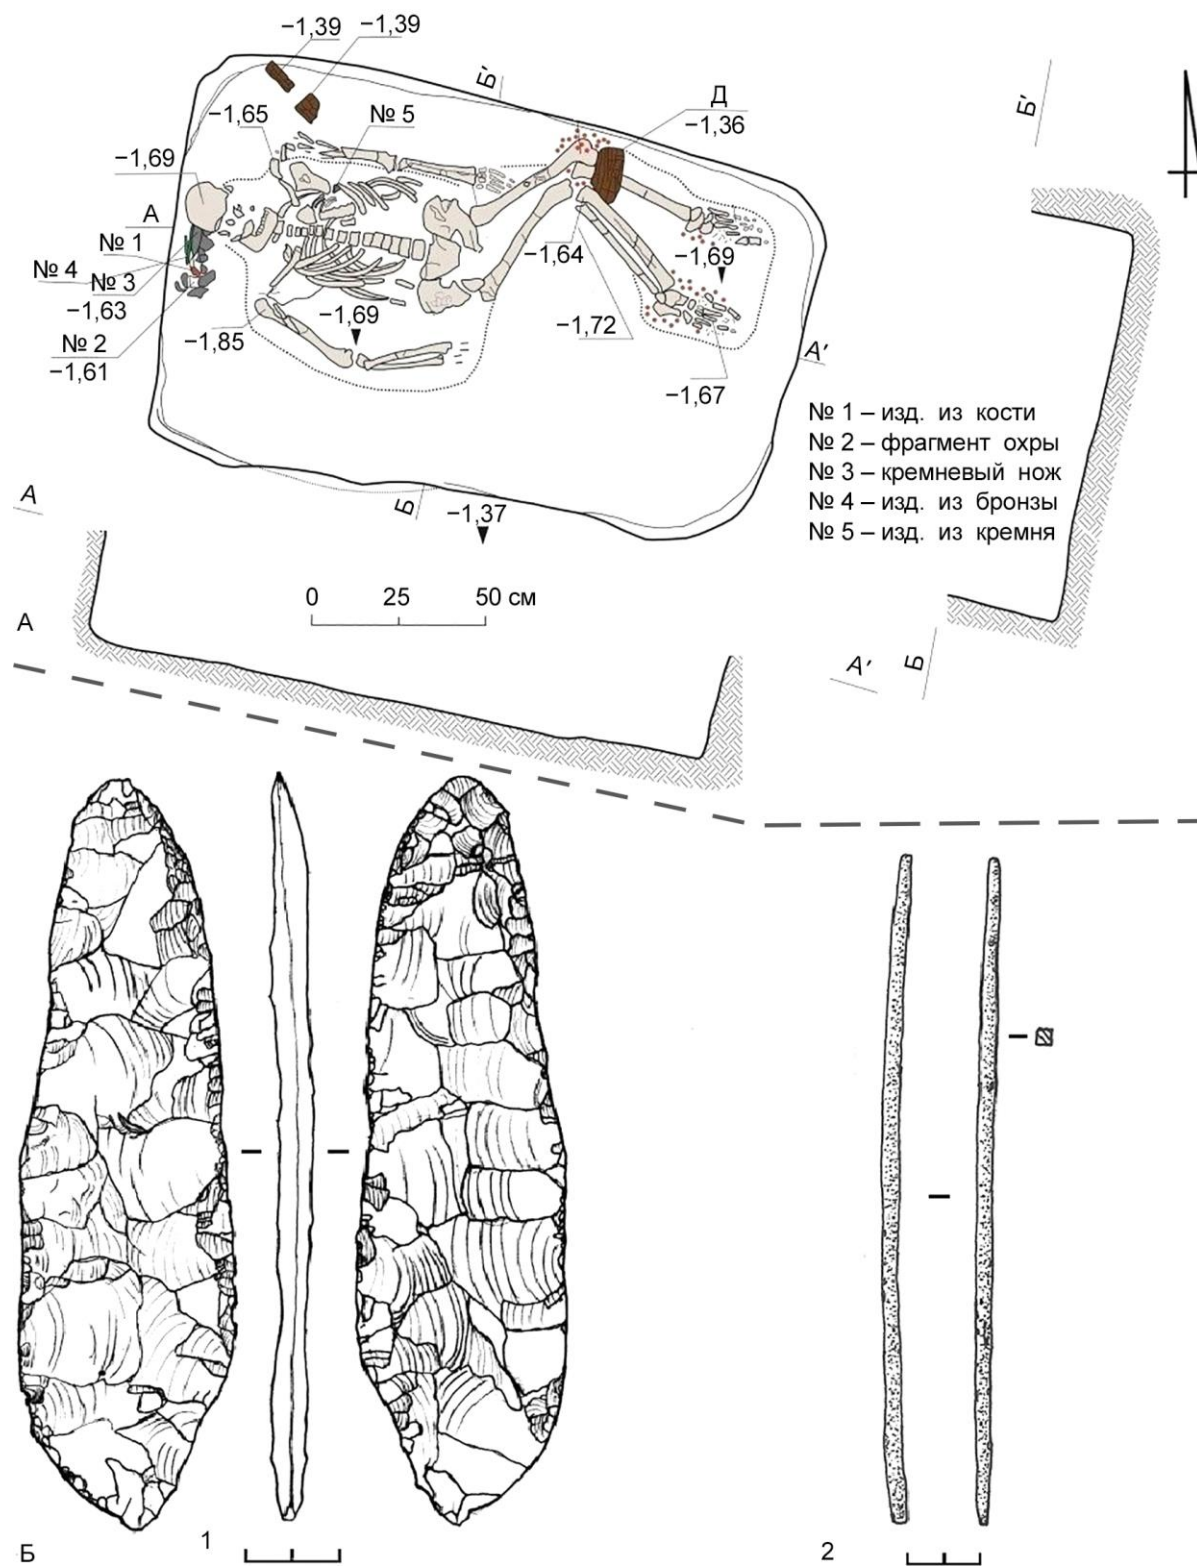 −1,39
−1,39
Б'
Д
−1,36
Б'
−1,65
№ 5
−1,69
А
№ 1
№ 4
№ 3
−1,63
−1,64
−1,69
−1,69
−1,85
−1,72
№ 2
−1,61
А'
−1,67
№ 1 – изд. из кости
№ 2 – фрагмент охры
№ 3 – кремневый нож
№ 4 – изд. из бронзы
№ 5 – изд. из кремня
А
Б
−1,37
0 25 50 см
А
А'
Б
Б
1
2